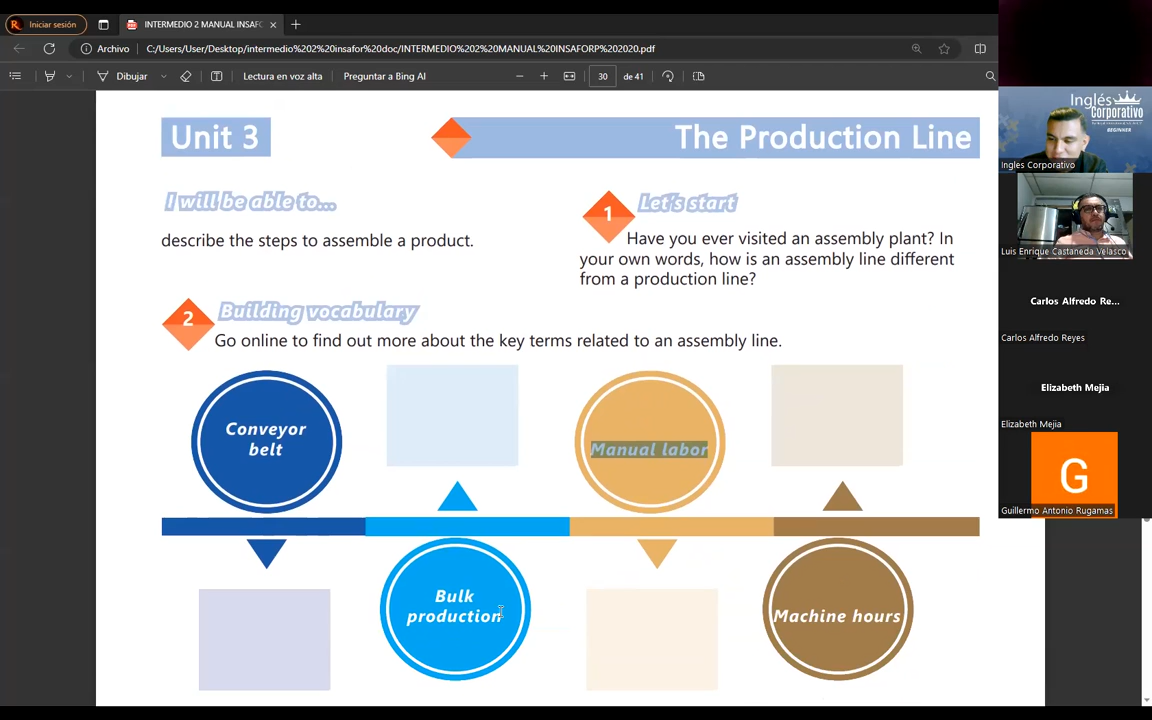 Iniciar sesión
INTERMEDIO 2 MANUAL INSAFO
Archivo
C:/Users/User/Desktop/intermedio%202%20insafor%20doc/INTERMEDIO%202%20MANUAL%20INSAFORP%202020.pdf
Dibujar
Lectura en voz alta
Preguntar a Bing AI
30
de 41
Unit 3
The Production Line
I will be able to...
describe the steps to assemble a product.
1
Let's start
Have you ever visited an assembly plant? In
your own words, how is an assembly line different
from a production line?
2
Building vocabulary
Go online to find out more about the key terms related to an assembly line.
Conveyor
belt
Manual labor
Bulk
production
Machine hours
Inglés
Corporativo
BEGINNER
Ingles Corporativo
Luis Enrique Castaneda Velasco
Carlos Alfredo Re...
Carlos Alfredo Reyes
Elizabeth Mejia
Elizabeth Mejia
G
Guillermo Antonio Rugamas